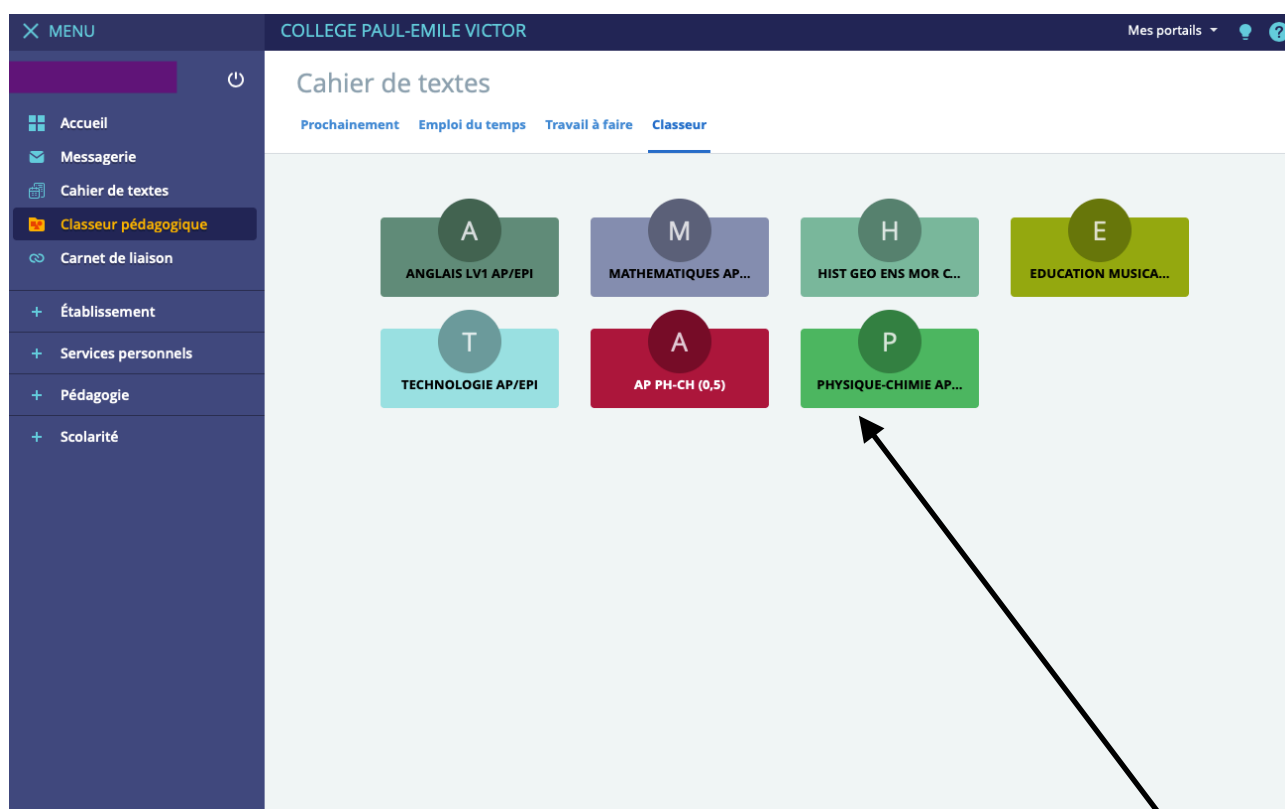 MENU
COLLEGE PAUL-EMILE VICTOR
Mes portails
?
Cahier de textes
Prochainement Emploi du temps Travail à faire Classeur
Accueil
Messagerie
Cahier de textes
Classeur pédagogique
Carnet de liaison
+ Établissement
+ Services personnels
+ Pédagogie
+ Scolarité
A
ANGLAIS LV1 AP/EPI
M
MATHEMATIQUES AP...
H
HIST GEO ENS MOR C...
E
EDUCATION MUSICA...
T
TECHNOLOGIE AP/EPI
A
AP PH-CH (0,5)
P
PHYSIQUE-CHIMIE AP...